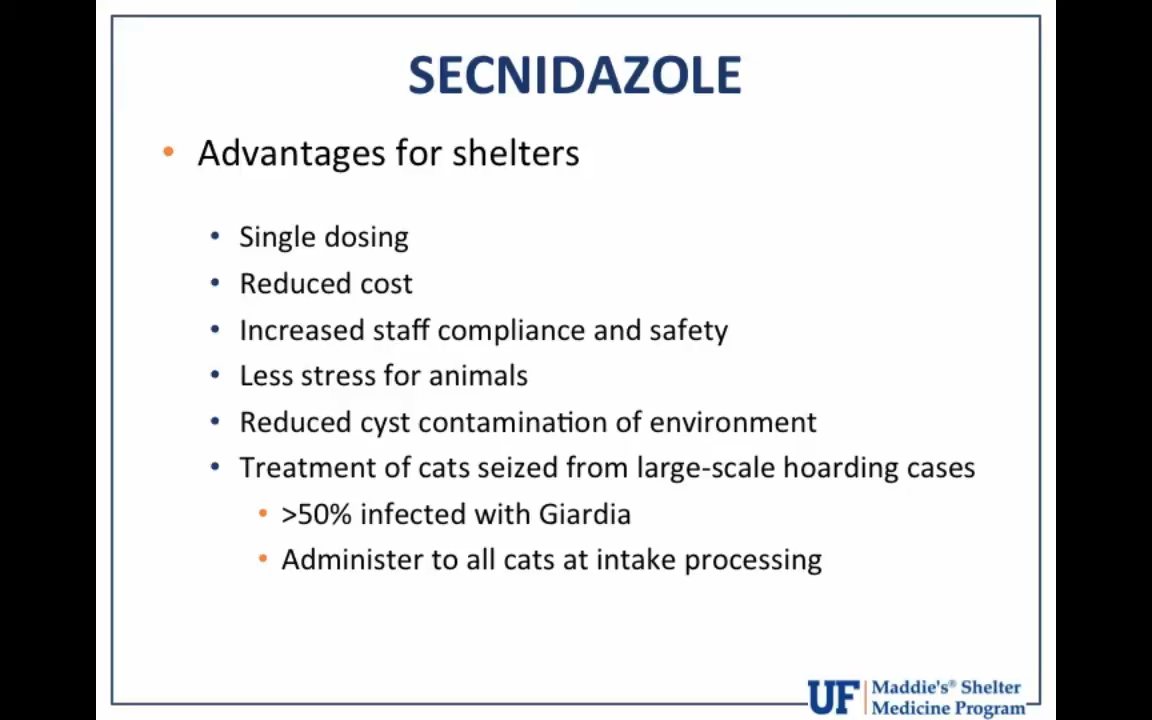 SECNIDAZOLE
• Advantages for shelters
• Single dosing
• Reduced cost
• Increased staff compliance and safety
• Less stress for animals
• Reduced cyst contamination of environment
• Treatment of cats seized from large-scale hoarding cases
• >50% infected with Giardia
• Administer to all cats at intake processing
UF Maddie's® Shelter
Medicine Program